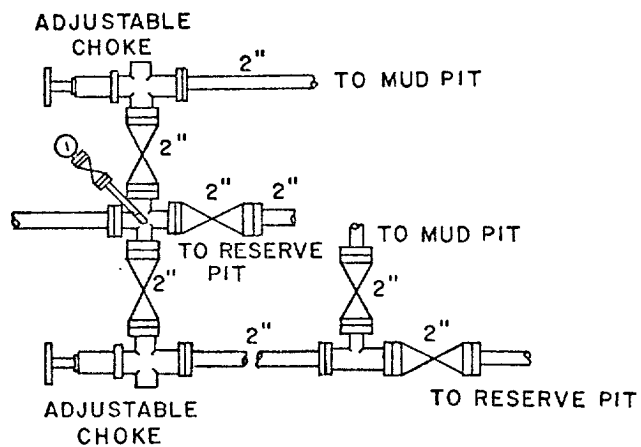 ADJUSTABLE
CHOKE
2"
TO MUD PIT
2"
1
2"
2"
TO RESERVE
PIT
TO MUD PIT
2"
2"
2"
2"
TO RESERVE PIT
ADJUSTABLE
CHOKE